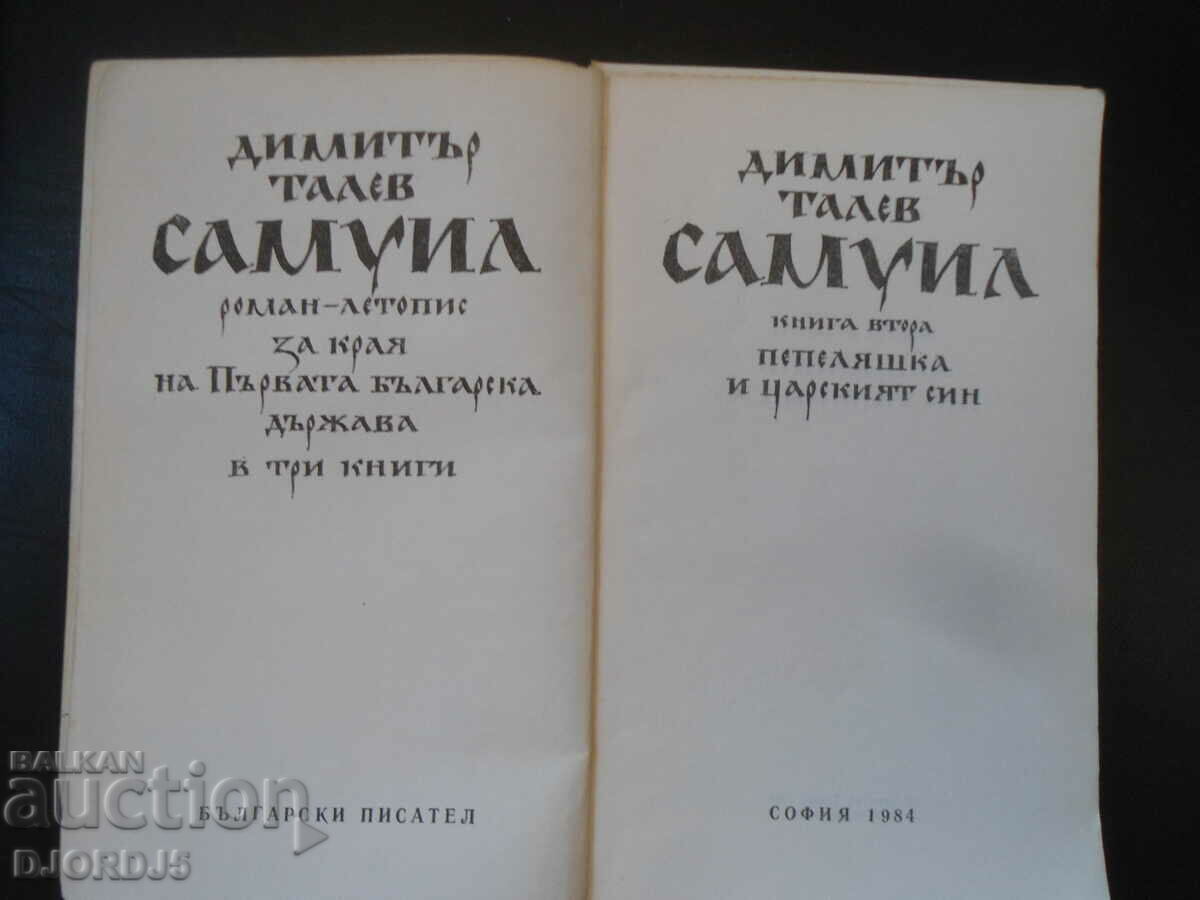 ДИМИТЪР
ТАЛЕВ
САМУИЛ
роман-летопис
за края
на Първата българска
държава
в три книги
БЪЛГАРСКИ ПИСАТЕЛ
ДИМИТЪР
ТАЛЕВ
САМУИЛ
книга втора
пепеляшка
и царският син
СОФИЯ 1984
BALKAN
auction
DJORDJ5